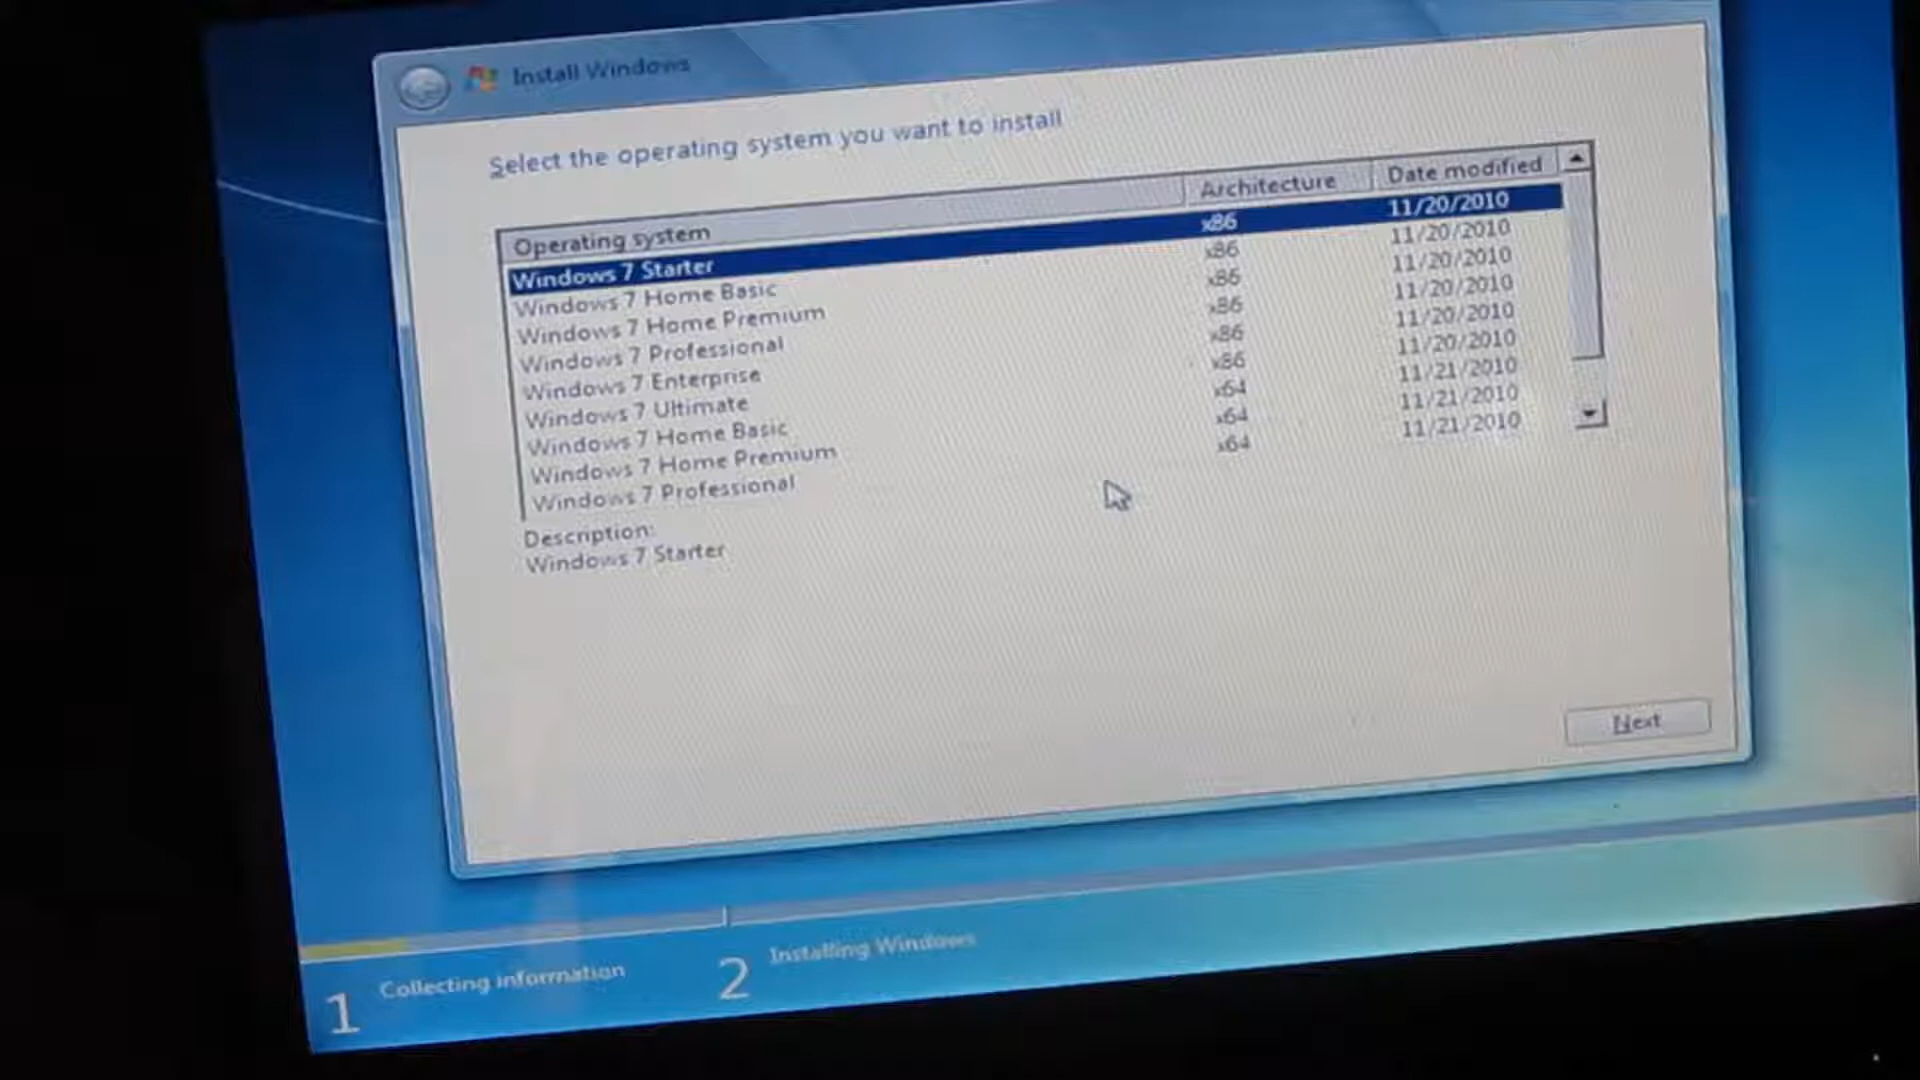 Install Windows
Select the operating system you want to install
Operating system Architecture Date modified
Windows 7 Starter x86 11/20/2010
Windows 7 Home Basic x86 11/20/2010
Windows 7 Home Premium x86 11/20/2010
Windows 7 Professional x86 11/20/2010
Windows 7 Enterprise x86 11/20/2010
Windows 7 Ultimate x86 11/20/2010
Windows 7 Home Basic x64 11/21/2010
Windows 7 Home Premium x64 11/21/2010
Windows 7 Professional x64 11/21/2010
Description:
Windows 7 Starter
Next
1 Collecting information 2 Installing Windows